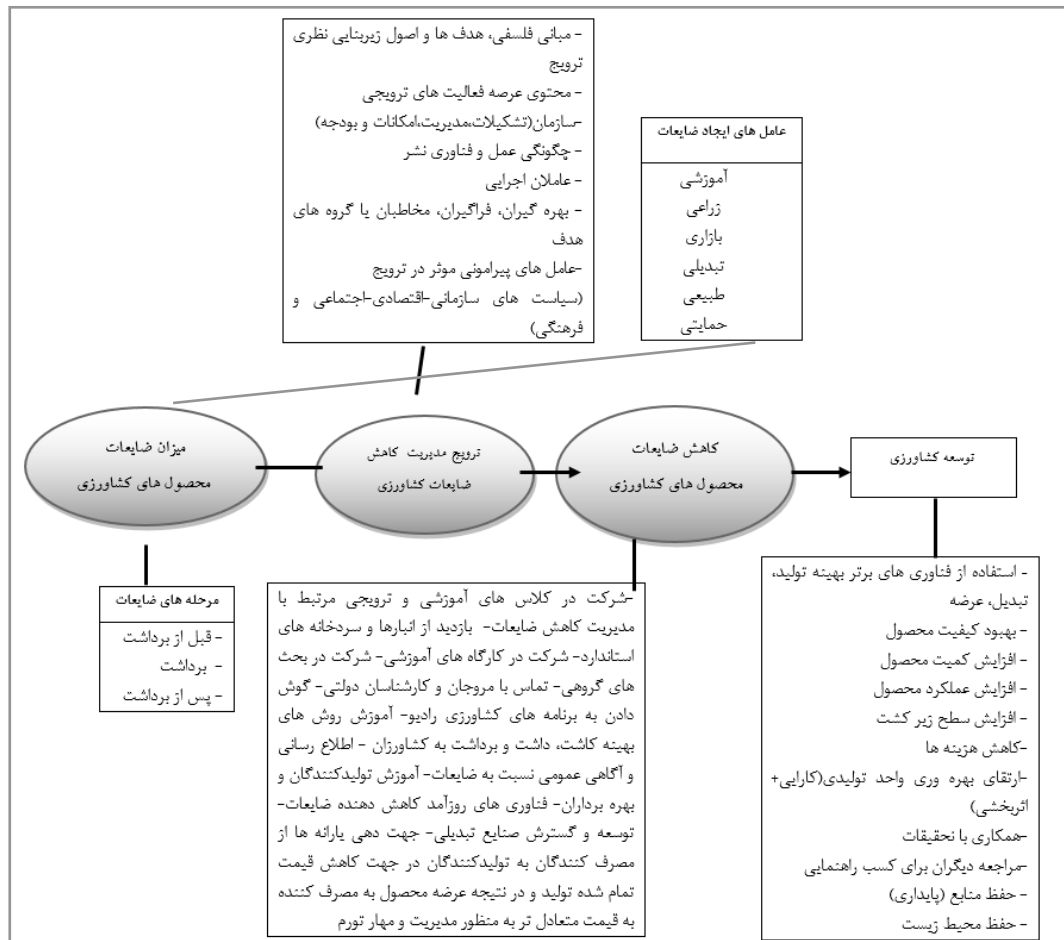 - مبانی فلسفی، هدف ها و اصول زیربنایی نظری
ترویج
- محتوی عرصه فعالیت های ترویجی
-سازمان(تشکیلات،مدیریت،امکانات و بودجه)
- چگونگی عمل و فناوری نشر
- عاملان اجرایی
- بهره گیران، فراگیران، مخاطبان یا گروه های
هدف
-عامل های پیرامونی موثر در ترویج
(سیاست های سازمانی-اقتصادی-اجتماعی و
فرهنگی)
عامل های ایجاد ضایعات
آموزشی
زراعی
بازاری
تبدیلی
طبیعی
حمایتی
میزان ضایعات
محصول های کشاورزی
ترویج مدیریت کاهش
ضایعات کشاورزی
کاهش ضایعات
محصول های کشاورزی
توسعه کشاورزی
مرحله های ضایعات
- قبل از برداشت
- برداشت
- پس از برداشت
-شرکت در کلاس های آموزشی و ترویجی مرتبط با
مدیریت کاهش ضایعات- بازدید از انبارها و سردخانه های
استاندارد- شرکت در کارگاه های آموزشی- شرکت در بحث
های گروهی- تماس با مروجان و کارشناسان دولتی- گوش
دادن به برنامه های کشاورزی رادیو- آموزش روش های
بهینه کاشت، داشت و برداشت به کشاورزان - اطلاع رسانی
و آگاهی عمومی نسبت به ضایعات- آموزش تولیدکنندگان و
بهره برداران- فناوری های روزآمد کاهش دهنده ضایعات-
توسعه و گسترش صنایع تبدیلی- جهت دهی یارانه ها از
مصرف کنندگان به تولیدکنندگان در جهت کاهش قیمت
تمام شده تولید و در نتیجه عرضه محصول به مصرف کننده
به قیمت متعادل تر به منظور مدیریت و مهار تورم
- استفاده از فناوری های برتر بهینه تولید،
تبدیل، عرضه
- بهبود کیفیت محصول
- افزایش کمیت محصول
- افزایش عملکرد محصول
- افزایش سطح زیر کشت
-کاهش هزینه ها
-ارتقای بهره وری واحد تولیدی(کارایی+
اثربخشی)
-همکاری با تحقیقات
-مراجعه دیگران برای کسب راهنمایی
- حفظ منابع (پایداری)
- حفظ محیط زیست